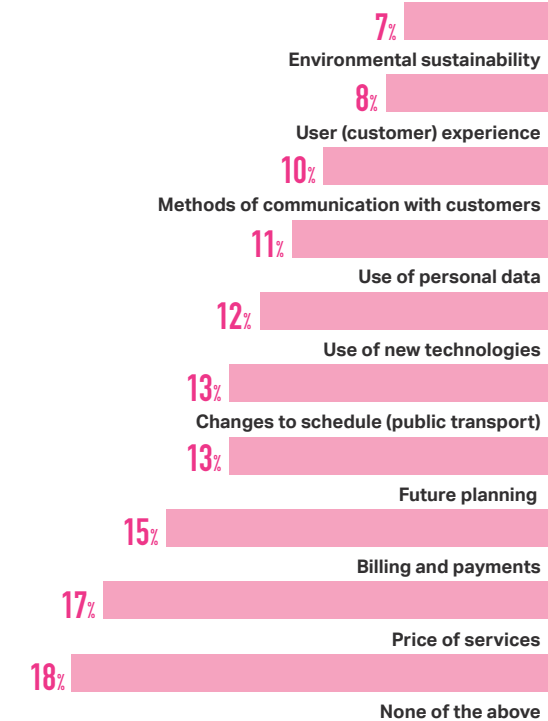 7%
Environmental sustainability
8%
User (customer) experience
10%
Methods of communication with customers
11%
Use of personal data
12%
Use of new technologies
13%
Changes to schedule (public transport)
13%
Future planning
15%
Billing and payments
17%
Price of services
18%
None of the above